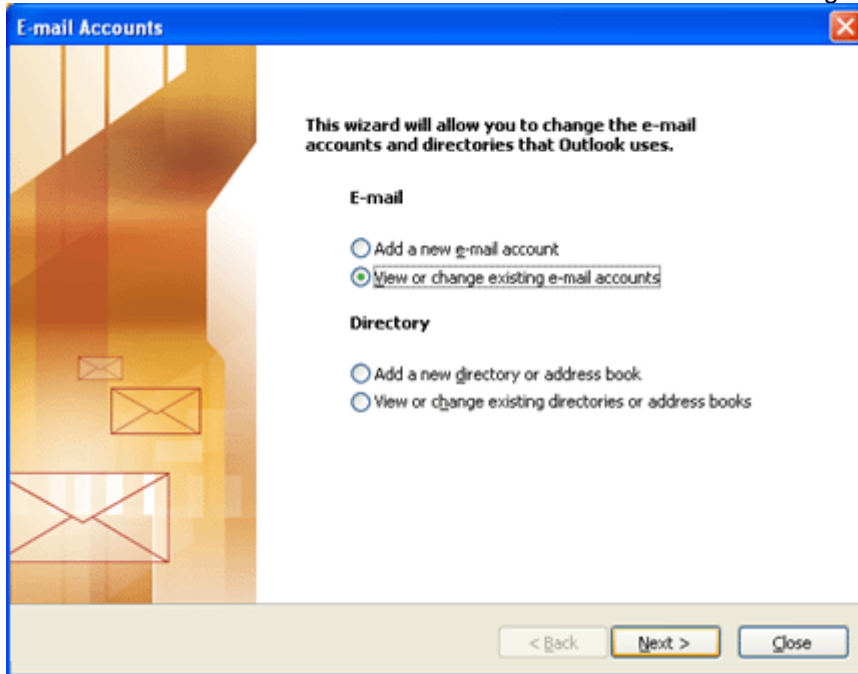 E-mail Accounts
This wizard will allow you to change the e-mail
accounts and directories that Outlook uses.
E-mail
Add a new e-mail account
View or change existing e-mail accounts
Directory
Add a new directory or address book
View or change existing directories or address books
< Back
Next >
Close